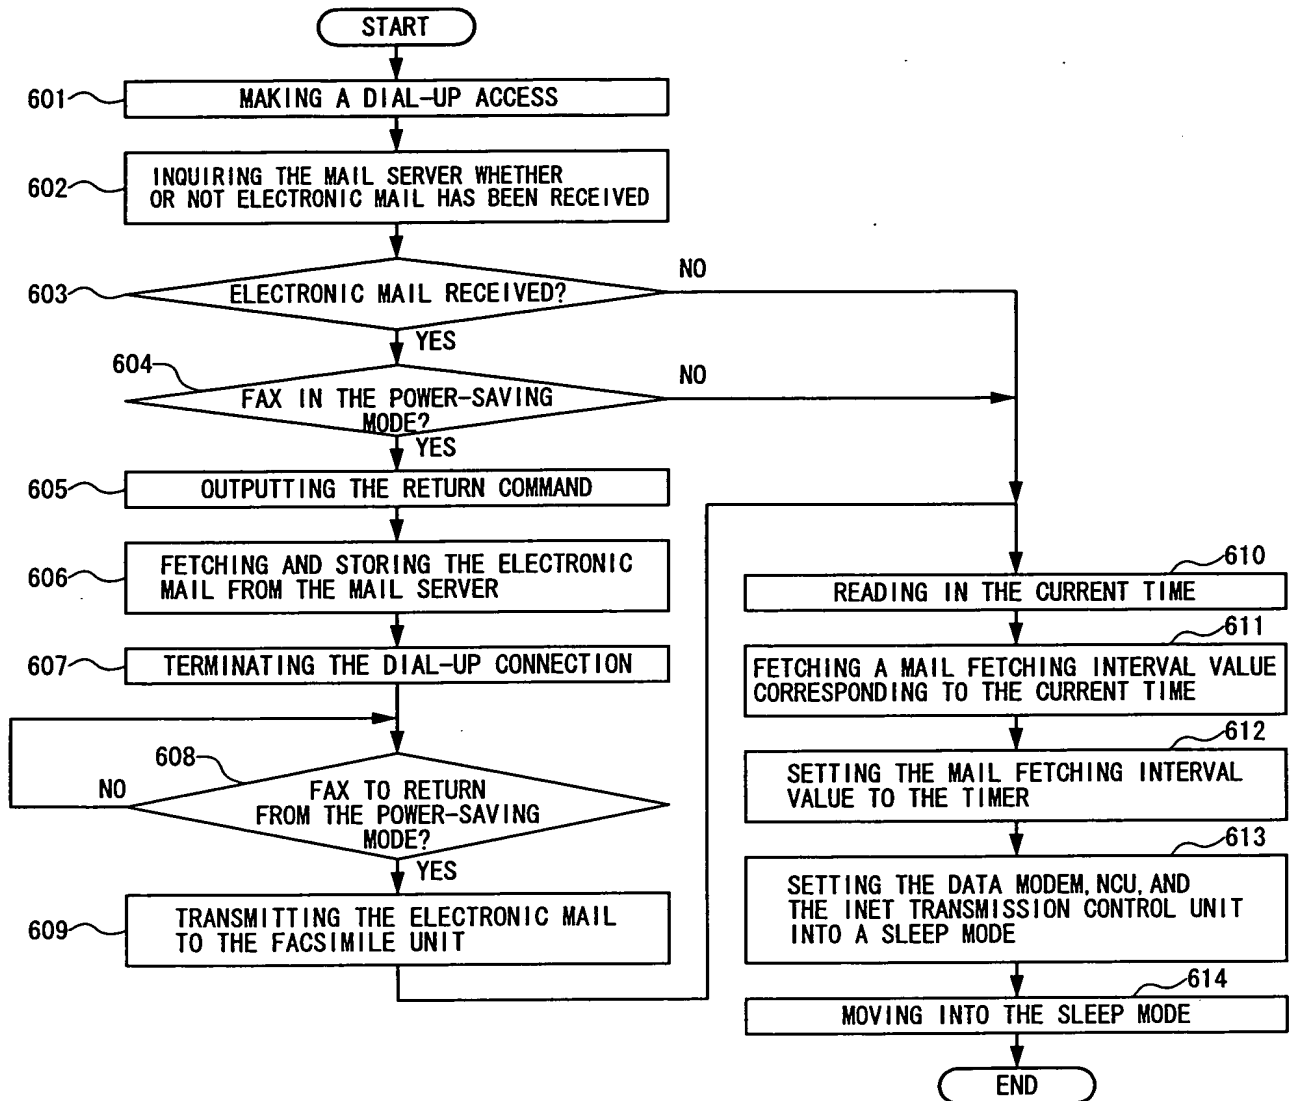 START
601
MAKING A DIAL-UP ACCESS
602
INQUIRING THE MAIL SERVER WHETHER
OR NOT ELECTRONIC MAIL HAS BEEN RECEIVED
603
ELECTRONIC MAIL RECEIVED?
NO
YES
604
FAX IN THE POWER-SAVING
MODE?
NO
YES
605
OUTPUTTING THE RETURN COMMAND
606
FETCHING AND STORING THE ELECTRONIC
MAIL FROM THE MAIL SERVER
607
TERMINATING THE DIAL-UP CONNECTION
608
FAX TO RETURN
FROM THE POWER-SAVING
MODE?
NO
YES
609
TRANSMITTING THE ELECTRONIC MAIL
TO THE FACSIMILE UNIT
610
READING IN THE CURRENT TIME
611
FETCHING A MAIL FETCHING INTERVAL VALUE
CORRESPONDING TO THE CURRENT TIME
612
SETTING THE MAIL FETCHING INTERVAL
VALUE TO THE TIMER
613
SETTING THE DATA MODEM, NCU, AND
THE INET TRANSMISSION CONTROL UNIT
INTO A SLEEP MODE
614
MOVING INTO THE SLEEP MODE
END